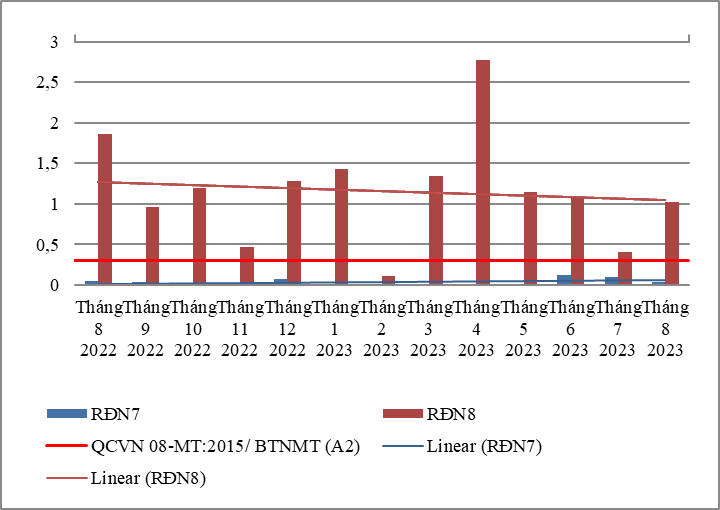 3
2,5
2
1,5
1
0,5
0
Tháng Tháng Tháng Tháng Tháng Tháng Tháng Tháng Tháng Tháng Tháng Tháng Tháng
8 9 10 11 12 1 2 3 4 5 6 7 8
2022 2022 2022 2022 2022 2023 2023 2023 2023 2023 2023 2023 2023
RĐN7 RĐN8
QCVN 08-MT:2015/ BTNMT (A2) Linear (RĐN7)
Linear (RĐN8)